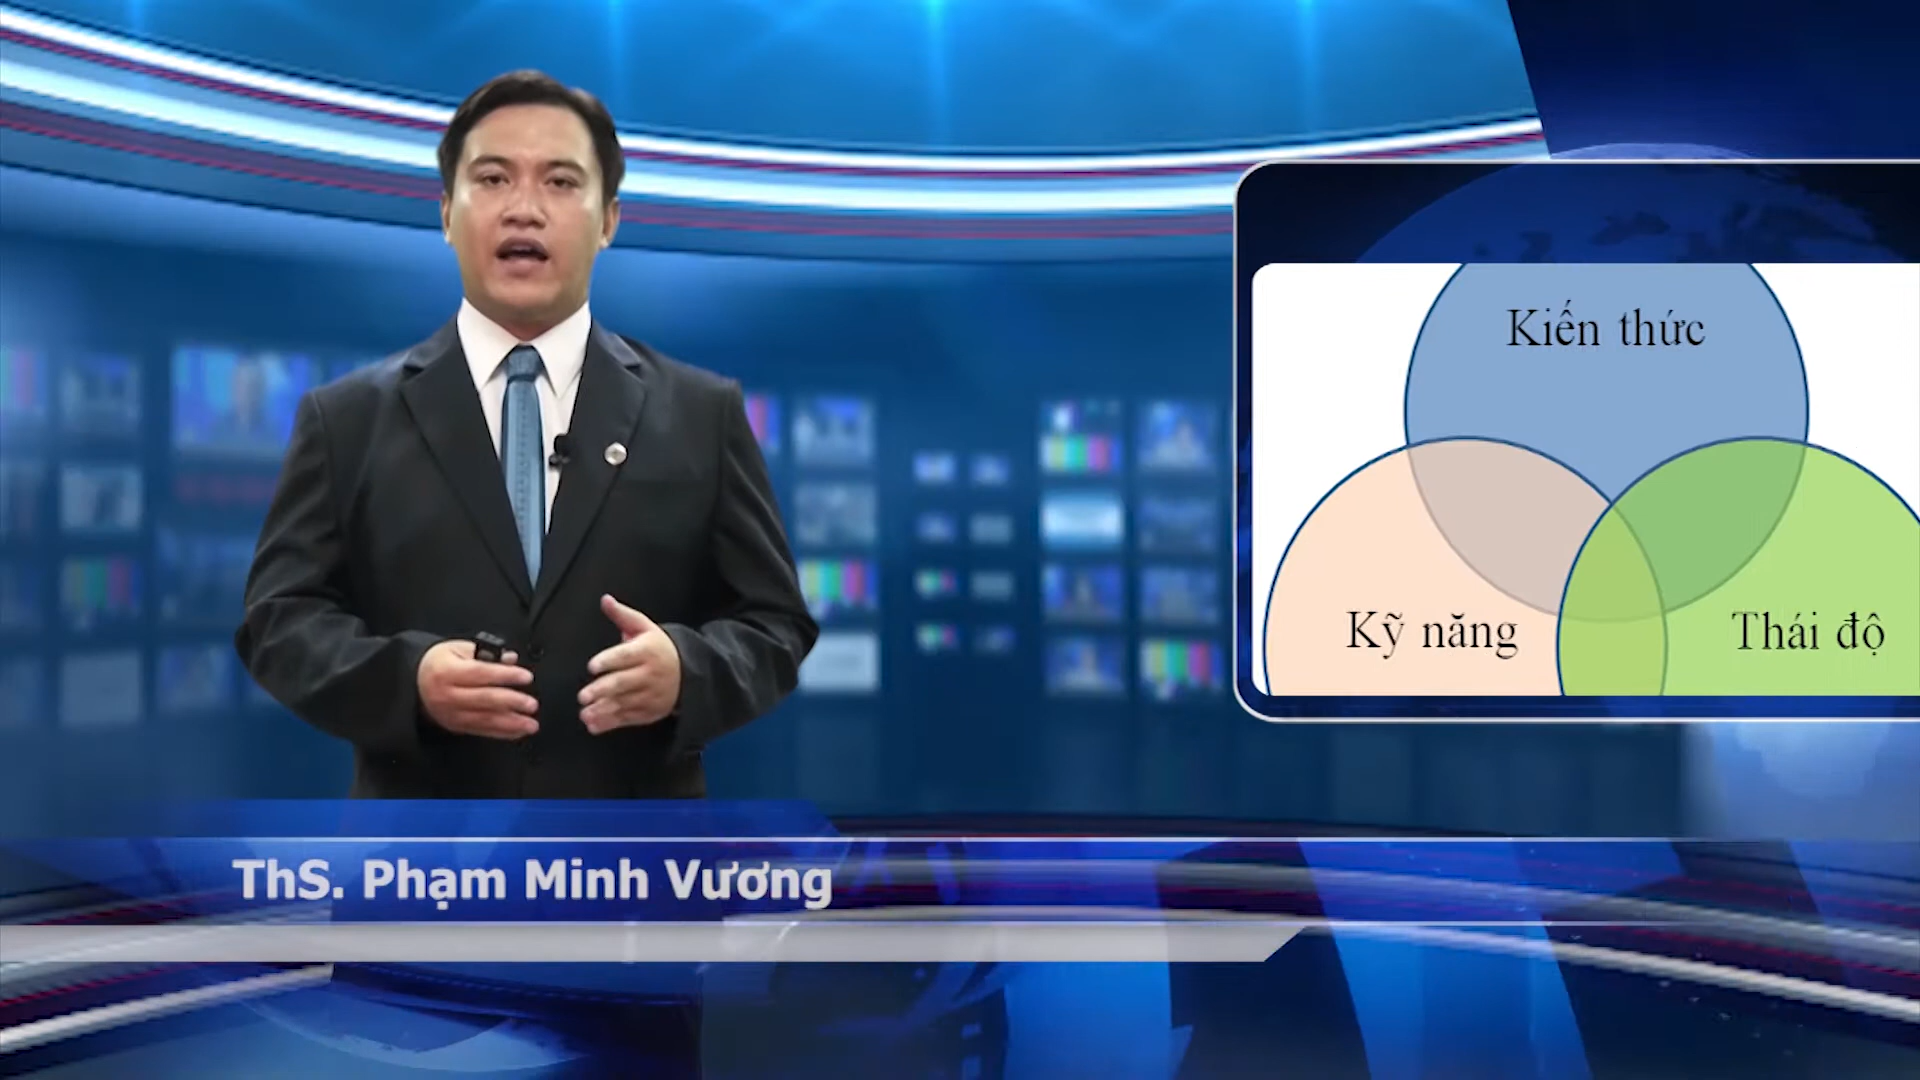 Kiến thức
Kỹ năng
Thái độ
ThS. Phạm Minh Vương